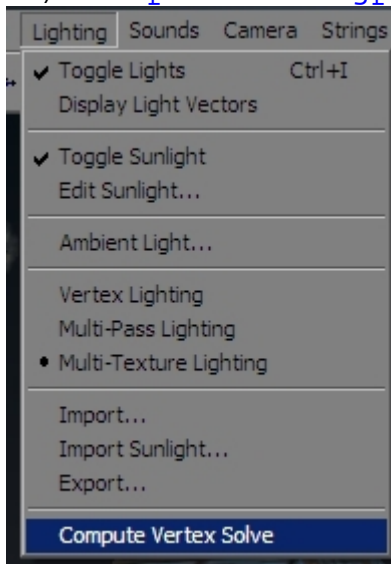 Lighting Sounds Camera Strings
Toggle Lights Ctrl+I
Display Light Vectors
Toggle Sunlight
Edit Sunlight...
Ambient Light...
Vertex Lighting
Multi-Pass Lighting
Multi-Texture Lighting
Import...
Import Sunlight...
Export...
Compute Vertex Solve